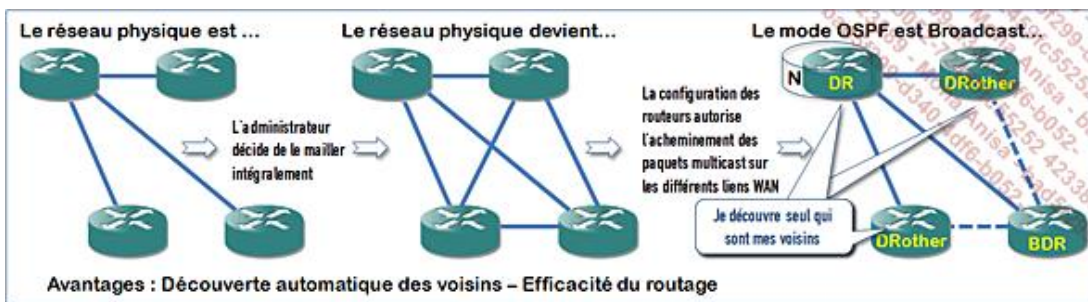 Le réseau physique est ...
Le réseau physique devient...
Le mode OSPF est Broadcast...
L'administrateur
décide de le mailler
intégralement
La configuration des
routeurs autorise
l'acheminement des
paquets multicast sur
les différents liens WAN
N
DR
DRother
Je découvre seul qui
sont mes voisins
DRother
BDR
Avantages : Découverte automatique des voisins – Efficacité du routage